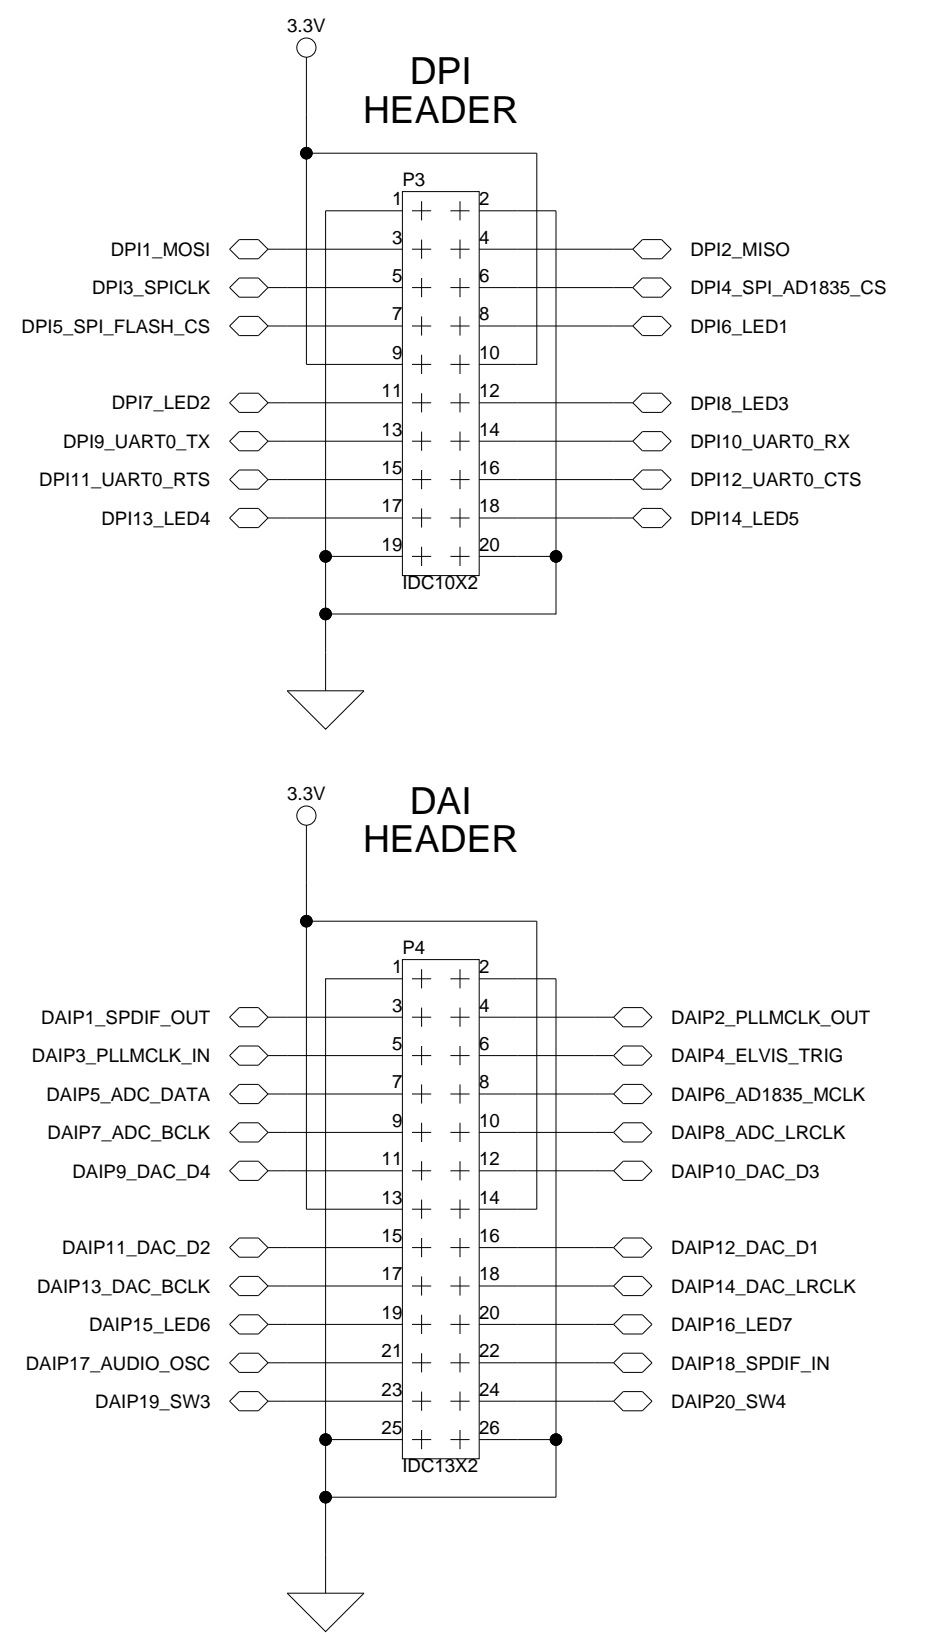 3.3V
DPI
HEADER
P3
1 2
DPI1_MOSI 3 4 DPI2_MISO
DPI3_SPICLK 5 6 DPI4_SPI_AD1835_CS
DPI5_SPI_FLASH_CS 7 8 DPI6_LED1
9 10
DPI7_LED2 11 12 DPI8_LED3
DPI9_UART0_TX 13 14 DPI10_UART0_RX
DPI11_UART0_RTS 15 16 DPI12_UART0_CTS
DPI13_LED4 17 18 DPI14_LED5
19 20
IDC10X2
3.3V
DAI
HEADER
P4
1 2
DAIP1_SPDIF_OUT 3 4 DAIP2_PLLMCLK_OUT
DAIP3_PLLMCLK_IN 5 6 DAIP4_ELVIS_TRIG
DAIP5_ADC_DATA 7 8 DAIP6_AD1835_MCLK
DAIP7_ADC_BCLK 9 10 DAIP8_ADC_LRCLK
DAIP9_DAC_D4 11 12 DAIP10_DAC_D3
13 14
DAIP11_DAC_D2 15 16 DAIP12_DAC_D1
DAIP13_DAC_BCLK 17 18 DAIP14_DAC_LRCLK
DAIP15_LED6 19 20 DAIP16_LED7
DAIP17_AUDIO_OSC 21 22 DAIP18_SPDIF_IN
DAIP19_SW3 23 24 DAIP20_SW4
25 26
IDC13X2